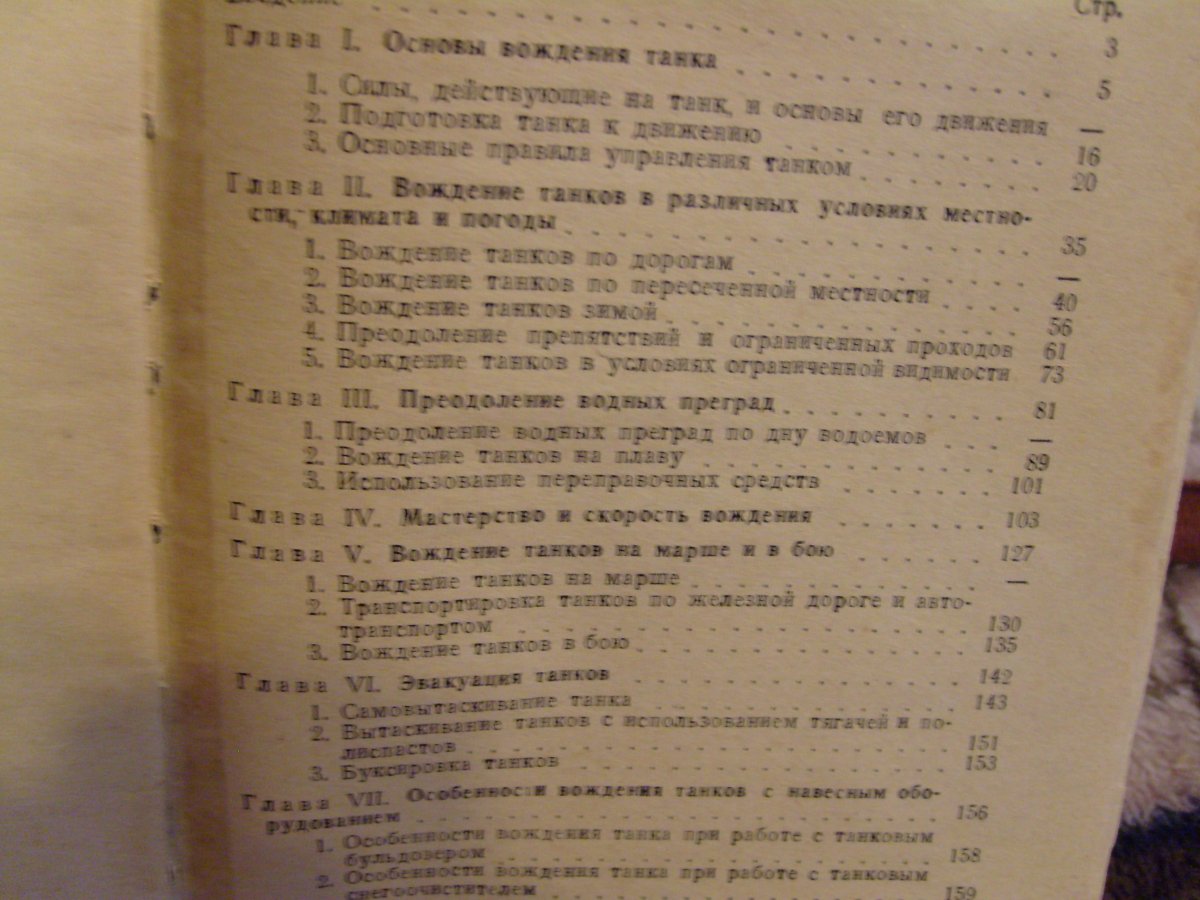 Введение . . . . . . . . . . . . Стр.
3
Глава I. Основы вождения танка . . . . . . . . . . 5
1. Силы, действующие на танк, и основы его движения —
2. Подготовка танка к движению . . . . . . . . . 16
3. Основные правила управления танком . . . . . . . 20
Глава II. Вождение танков в различных условиях местно-
сти, климата и погоды . . . . . . . . . . . . . 35
1. Вождение танков по дорогам . . . . . . . . . . —
2. Вождение танков по пересеченной местности . . . . 40
3. Вождение танков зимой . . . . . . . . . . . . 56
4. Преодоление препятствий и ограниченных проходов 61
5. Вождение танков в условиях ограниченной видимости 73
Глава III. Преодоление водных преград . . . . . . . . 81
1. Преодоление водных преград по дну водоемов . . . —
2. Вождение танков на плаву . . . . . . . . . . . 89
3. Использование переправочных средств . . . . . . . 101
Глава IV. Мастерство и скорость вождения . . . . . . . 103
Глава V. Вождение танков на марше и в бою . . . . . . 127
1. Вождение танков на марше . . . . . . . . . . . —
2. Транспортировка танков по железной дороге и авто-
транспортом . . . . . . . . . . . . . . . . 130
3. Вождение танков в бою . . . . . . . . . . . . 135
Глава VI. Эвакуация танков . . . . . . . . . . . . 142
1. Самовытаскивание танка . . . . . . . . . . . . 143
2. Вытаскивание танков с использованием тягачей и по-
лиспастов . . . . . . . . . . . . . . . . . 151
3. Буксировка танков . . . . . . . . . . . . . . 153
Глава VII. Особенности вождения танков с навесным обо-
рудованием . . . . . . . . . . . . . . . . . 156
1. Особенности вождения танка при работе с танковым
бульдозером . . . . . . . . . . . . . . . . 158
2. Особенности вождения танка при работе с танковым
снегоочистителем . . . . . . . . . . . . . . 159